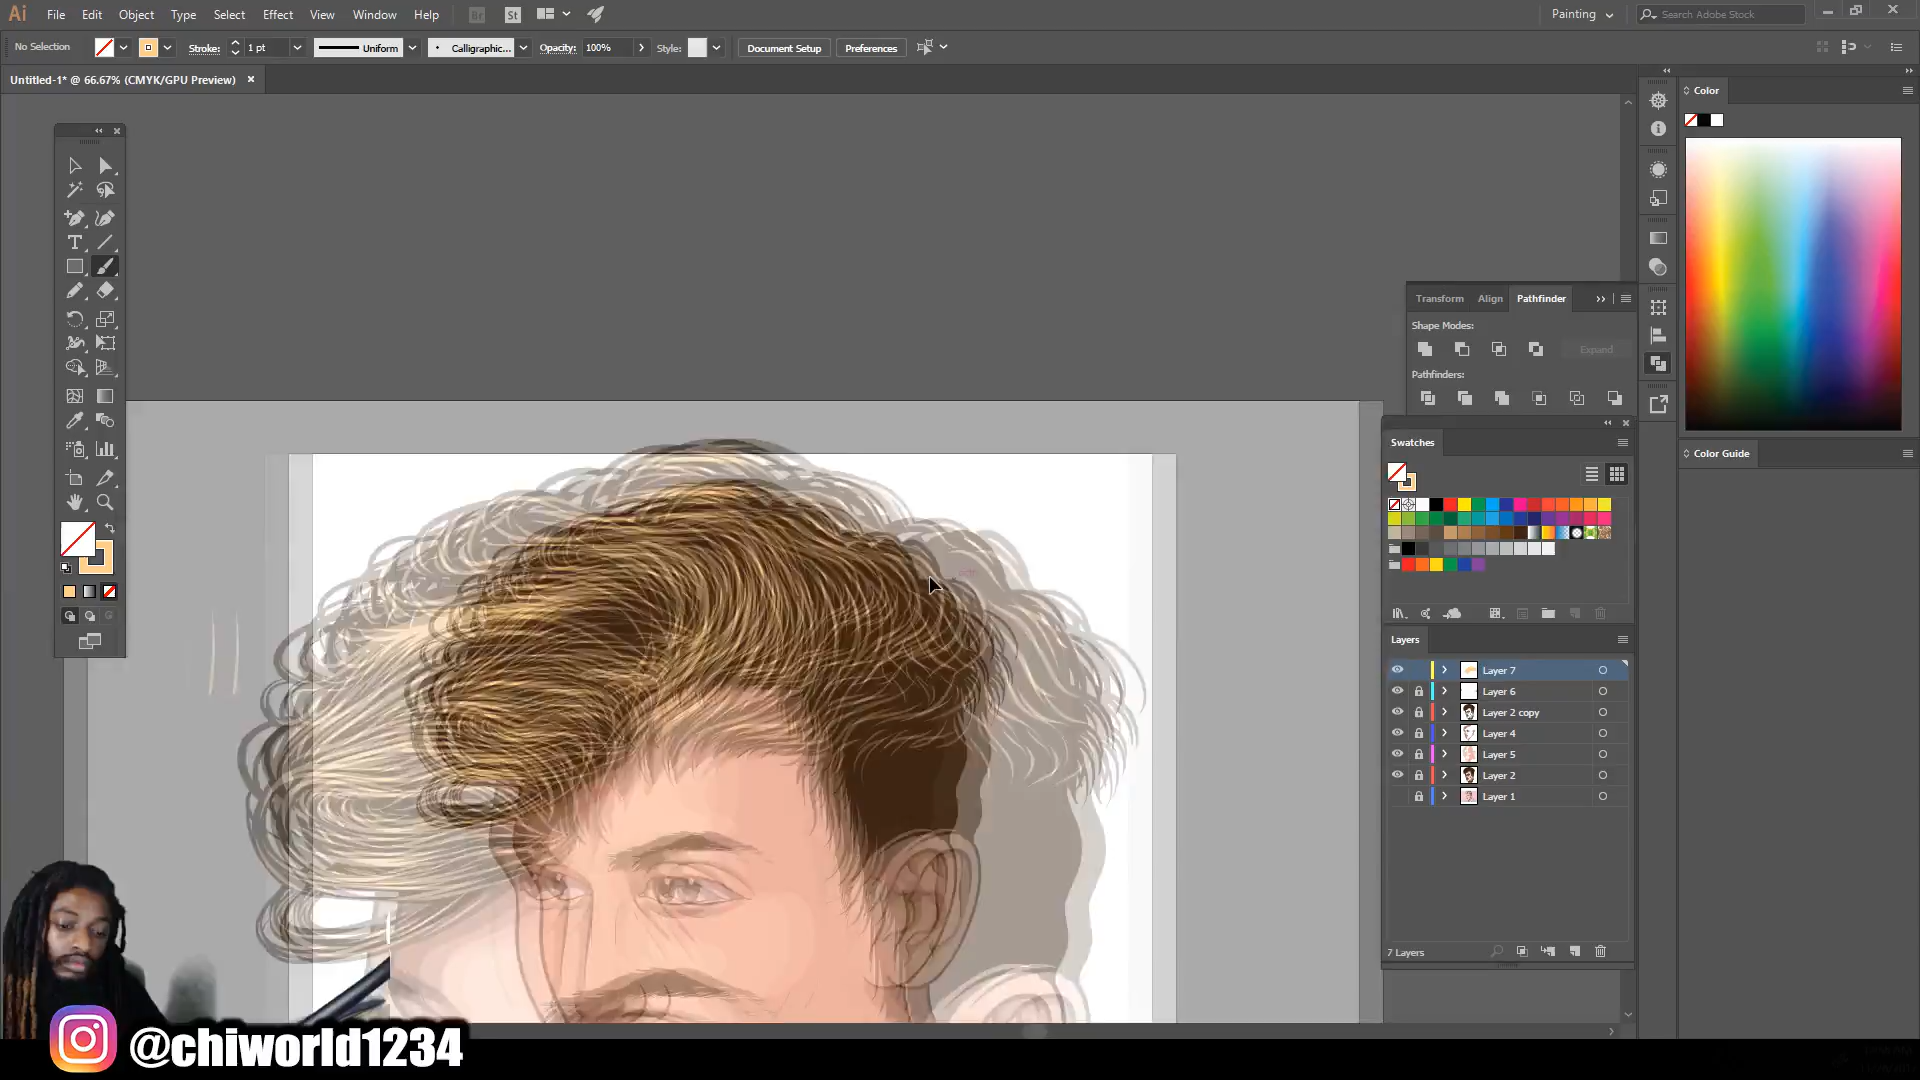 Ai File Edit Object Type Select Effect View Window Help Br St Painting Search Adobe Stock
No Selection Stroke: 1 pt Uniform Calligraphic... Opacity: 100% Style: Document Setup Preferences
Untitled-1* @ 66.67% (CMYK/GPU Preview)
Color
Transform Align Pathfinder
Shape Modes:
Expand
Pathfinders:
Swatches
Color Guide
Layers
Layer 7
Layer 6
Layer 2 copy
Layer 4
Layer 5
Layer 2
Layer 1
7 Layers
@chiworld1234